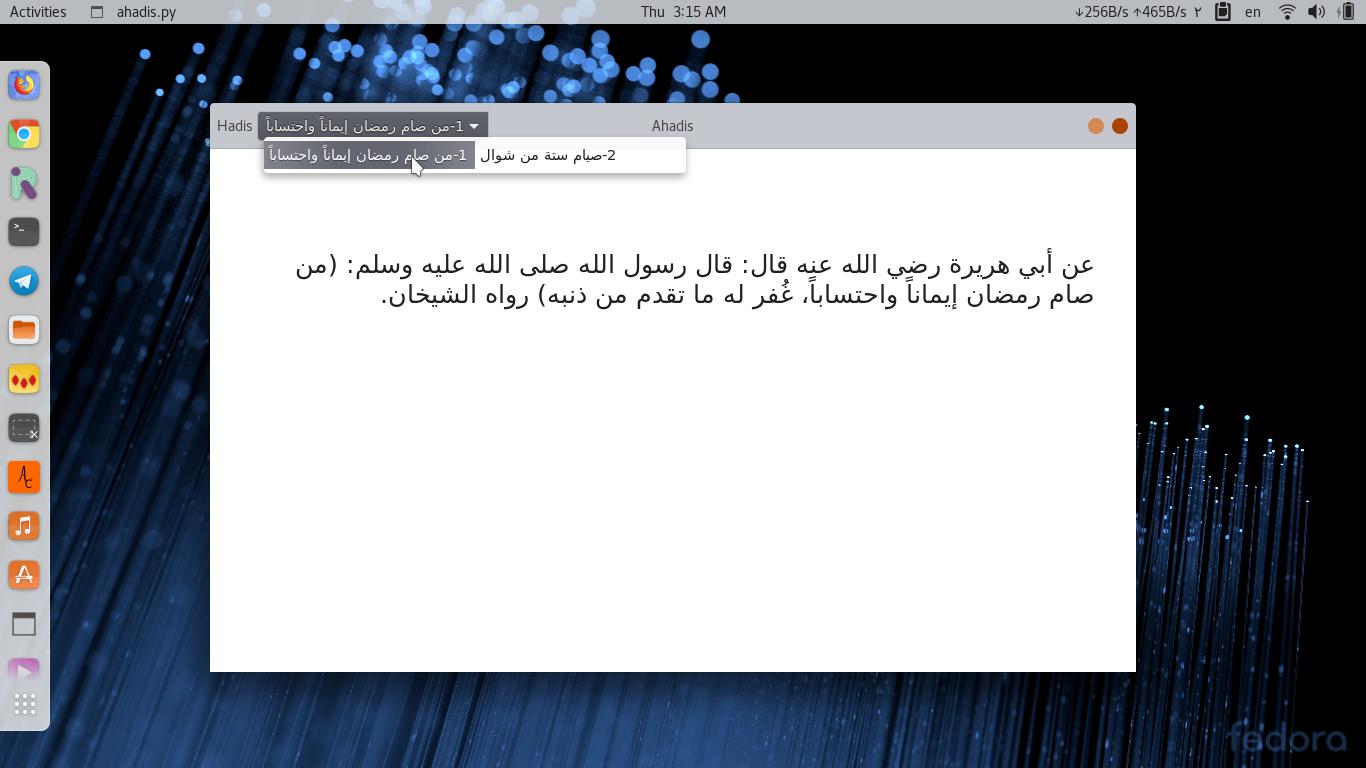 Activities
ahadis.py
Thu 3:15 AM
↓256B/s ↑465B/s ٢
en
Hadis
1-من صام رمضان إيماناً واحتساباً
Ahadis
1-من صام رمضان إيماناً واحتساباً
2-صيام ستة من شوال
عن أبي هريرة رضي الله عنه قال: قال رسول الله صلى الله عليه وسلم: (من
صام رمضان إيماناً واحتساباً، غُفر له ما تقدم من ذنبه) رواه الشيخان.
fedora